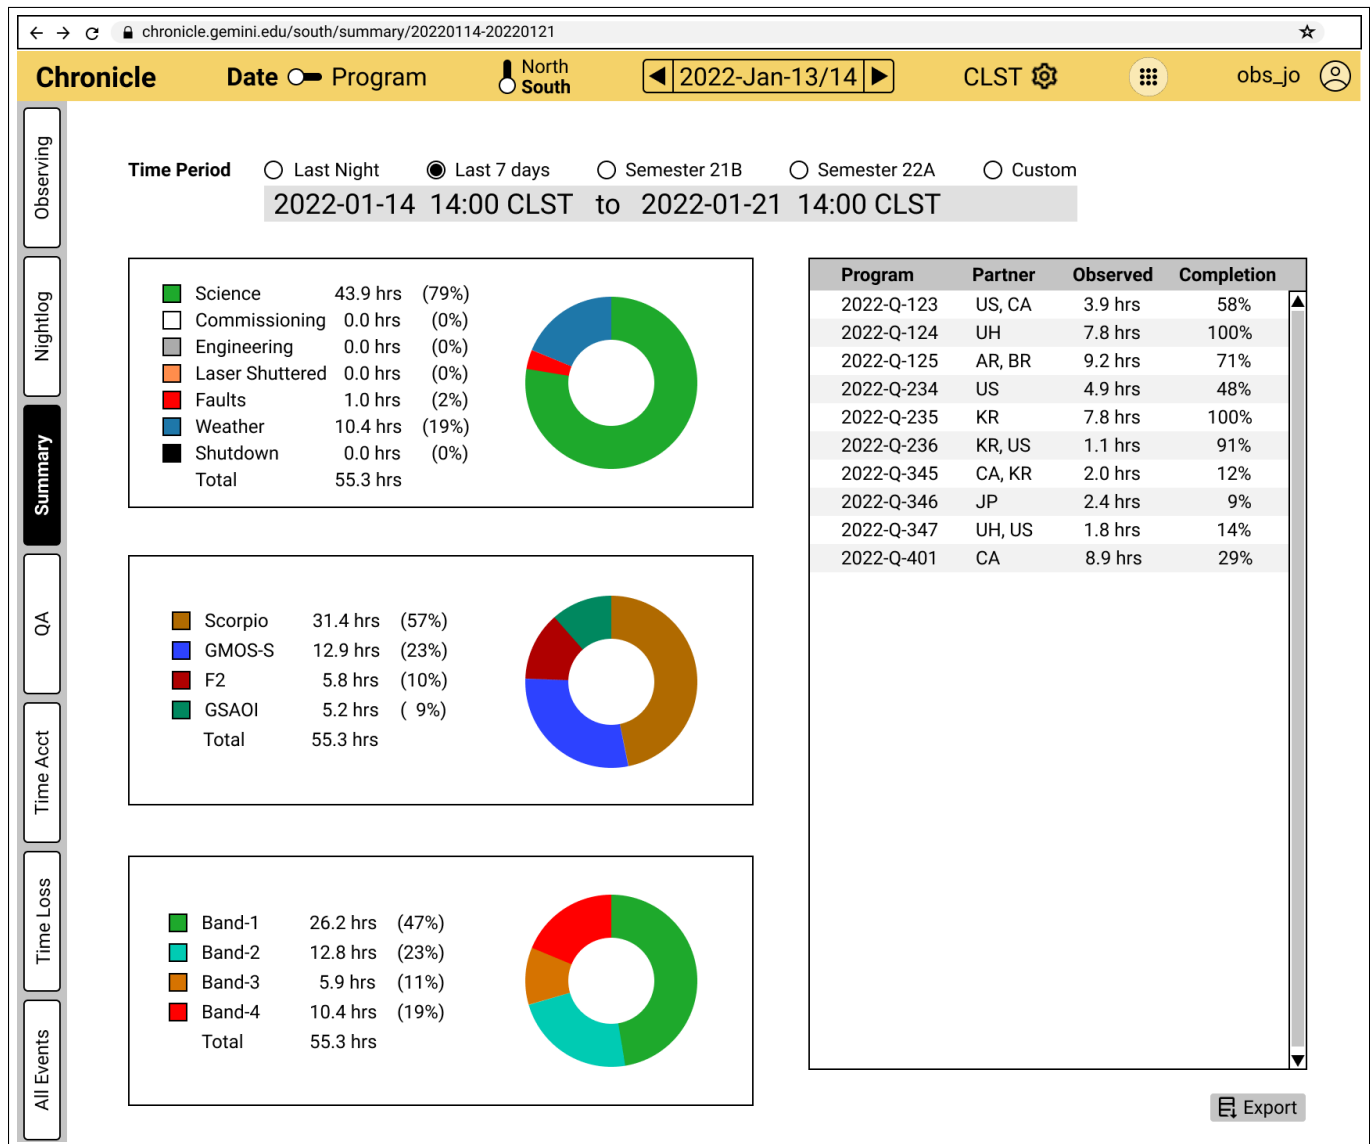 chronicle.gemini.edu/south/summary/20220114-20220121
Chronicle Date Program North South 2022-Jan-13/14 CLST obs_jo
Observing
Nightlog
Summary
QA
Time Acct
Time Loss
All Events
Time Period Last Night Last 7 days Semester 21B Semester 22A Custom
2022-01-14 14:00 CLST to 2022-01-21 14:00 CLST
Science 43.9 hrs (79%)
Commissioning 0.0 hrs (0%)
Engineering 0.0 hrs (0%)
Laser Shuttered 0.0 hrs (0%)
Faults 1.0 hrs (2%)
Weather 10.4 hrs (19%)
Shutdown 0.0 hrs (0%)
Total 55.3 hrs
Scorpio 31.4 hrs (57%)
GMOS-S 12.9 hrs (23%)
F2 5.8 hrs (10%)
GSAOI 5.2 hrs ( 9%)
Total 55.3 hrs
Band-1 26.2 hrs (47%)
Band-2 12.8 hrs (23%)
Band-3 5.9 hrs (11%)
Band-4 10.4 hrs (19%)
Total 55.3 hrs
Program Partner Observed Completion
2022-Q-123 US, CA 3.9 hrs 58%
2022-Q-124 UH 7.8 hrs 100%
2022-Q-125 AR, BR 9.2 hrs 71%
2022-Q-234 US 4.9 hrs 48%
2022-Q-235 KR 7.8 hrs 100%
2022-Q-236 KR, US 1.1 hrs 91%
2022-Q-345 CA, KR 2.0 hrs 12%
2022-Q-346 JP 2.4 hrs 9%
2022-Q-347 UH, US 1.8 hrs 14%
2022-Q-401 CA 8.9 hrs 29%
Export